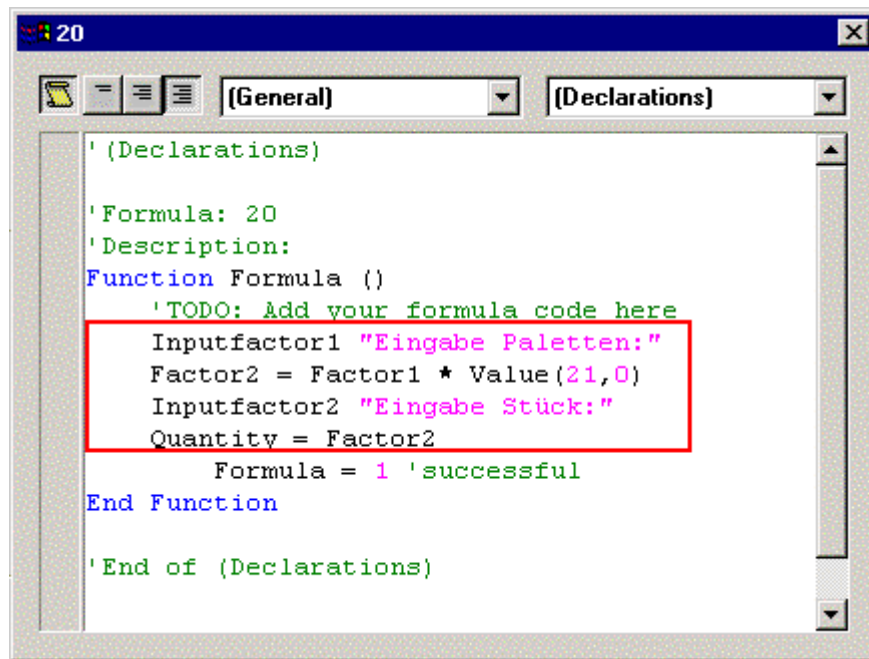 20
(General) (Declarations)
'(Declarations)
'Formula: 20
'Description:
Function Formula ()
'TODO: Add your formula code here
Inputfactor1 "Eingabe Paletten:"
Factor2 = Factor1 * Value(21,0)
Inputfactor2 "Eingabe Stück:"
Quantity = Factor2
Formula = 1 'successful
End Function
'End of (Declarations)